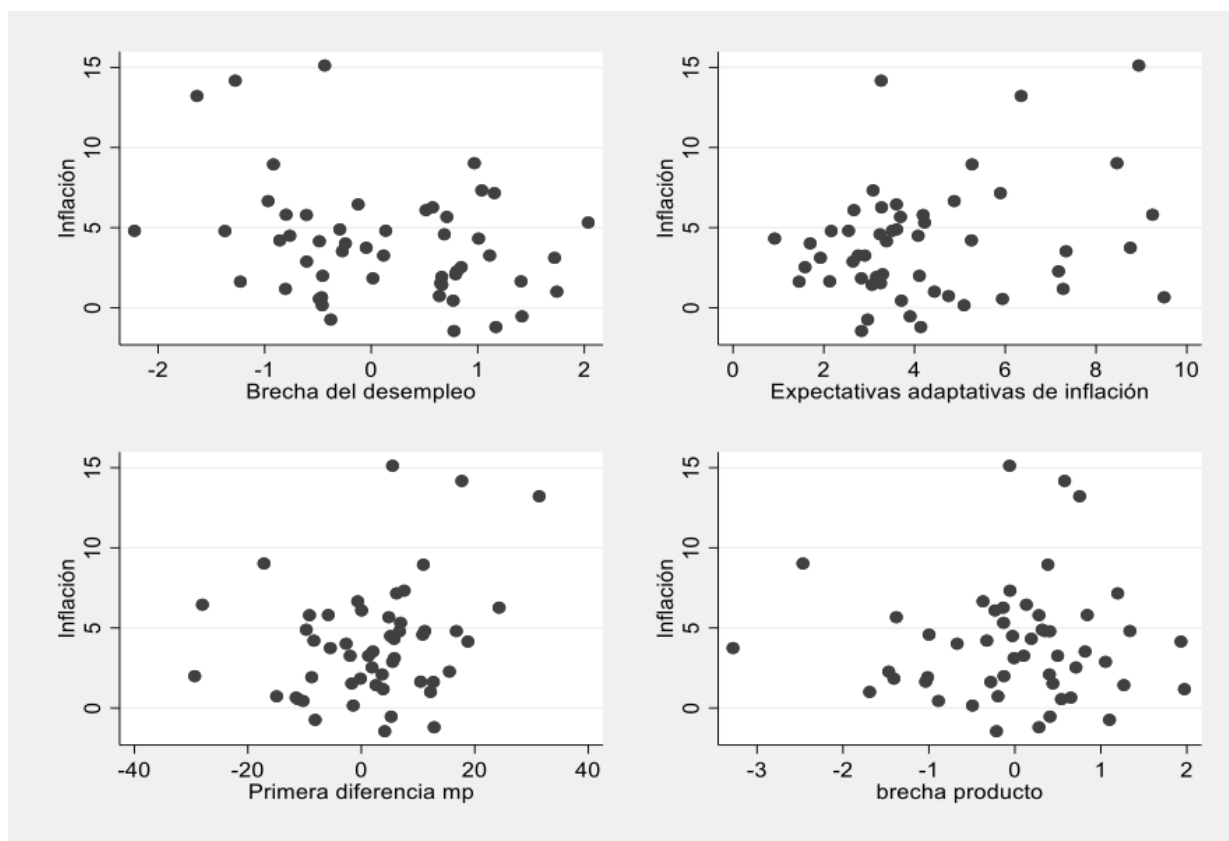 Inflación
15
10
5
0
-2 -1 0 1 2
Brecha del desempleo
Inflación
15
10
5
0
0 2 4 6 8 10
Expectativas adaptativas de inflación
Inflación
15
10
5
0
-40 -20 0 20 40
Primera diferencia mp
Inflación
15
10
5
0
-3 -2 -1 0 1 2
brecha producto